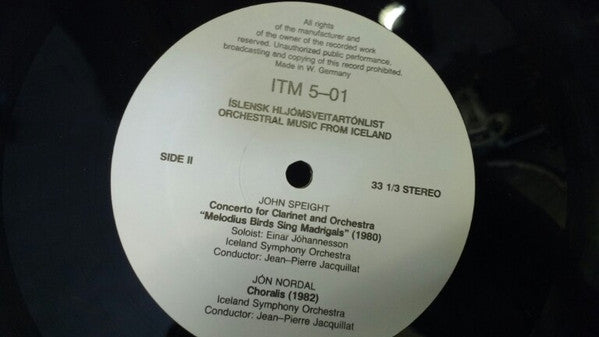 All rights
of the manufacturer and
of the owner of the recorded work
reserved. Unauthorized public performance,
broadcasting and copying of this record prohibited.
Made in W. Germany
ITM 5–01
ÍSLENSK HLJÓMSVEITARTÓNLIST
ORCHESTRAL MUSIC FROM ICELAND
SIDE II
33 1/3 STEREO
JOHN SPEIGHT
Concerto for Clarinet and Orchestra
"Melodius Birds Sing Madrigals" (1980)
Soloist: Einar Jóhannesson
Iceland Symphony Orchestra
Conductor: Jean–Pierre Jacquillat
JÓN NORDAL
Choralis (1982)
Iceland Symphony Orchestra
Conductor: Jean–Pierre Jacquillat